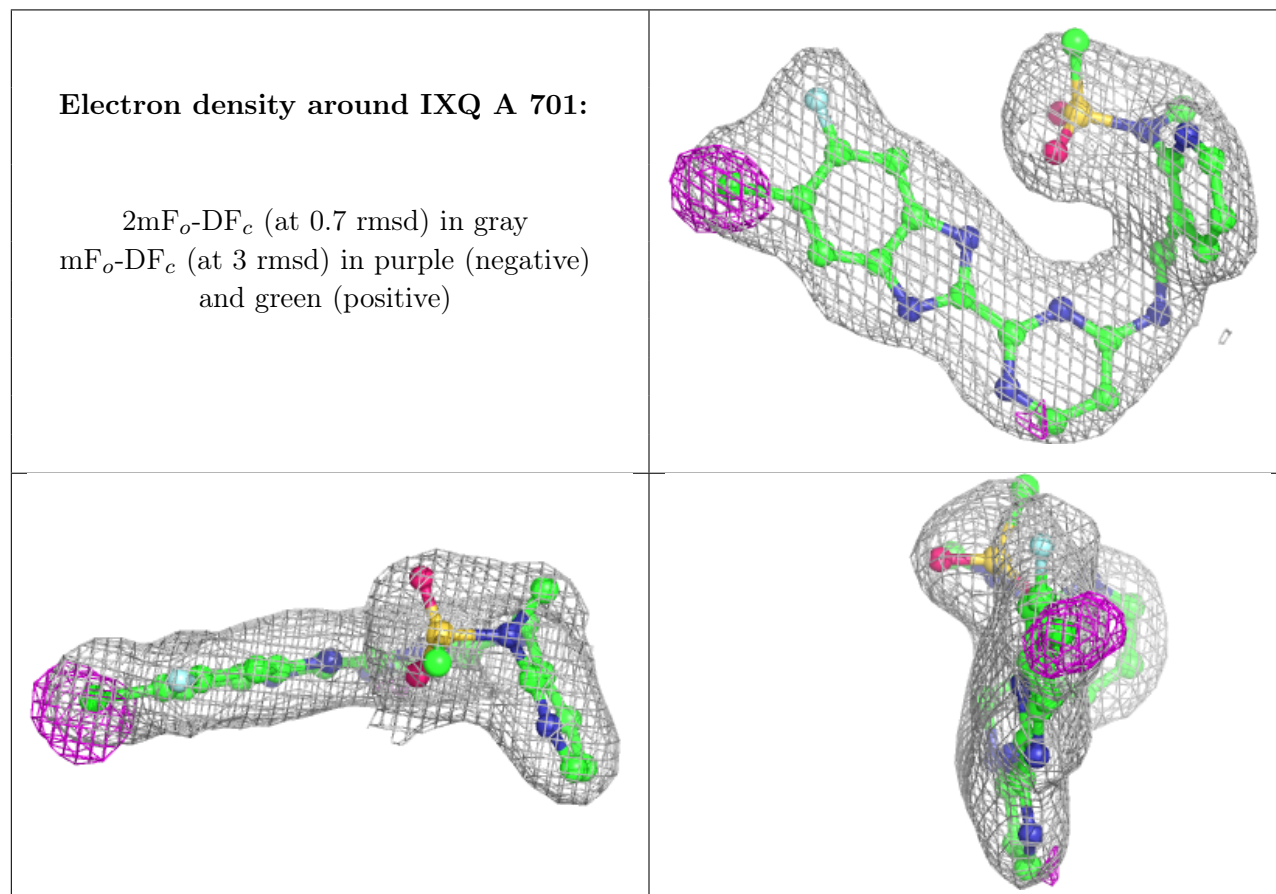 Electron density around IXQ A 701:
2mFo-DFc (at 0.7 rmsd) in gray
mFo-DFc (at 3 rmsd) in purple (negative)
and green (positive)